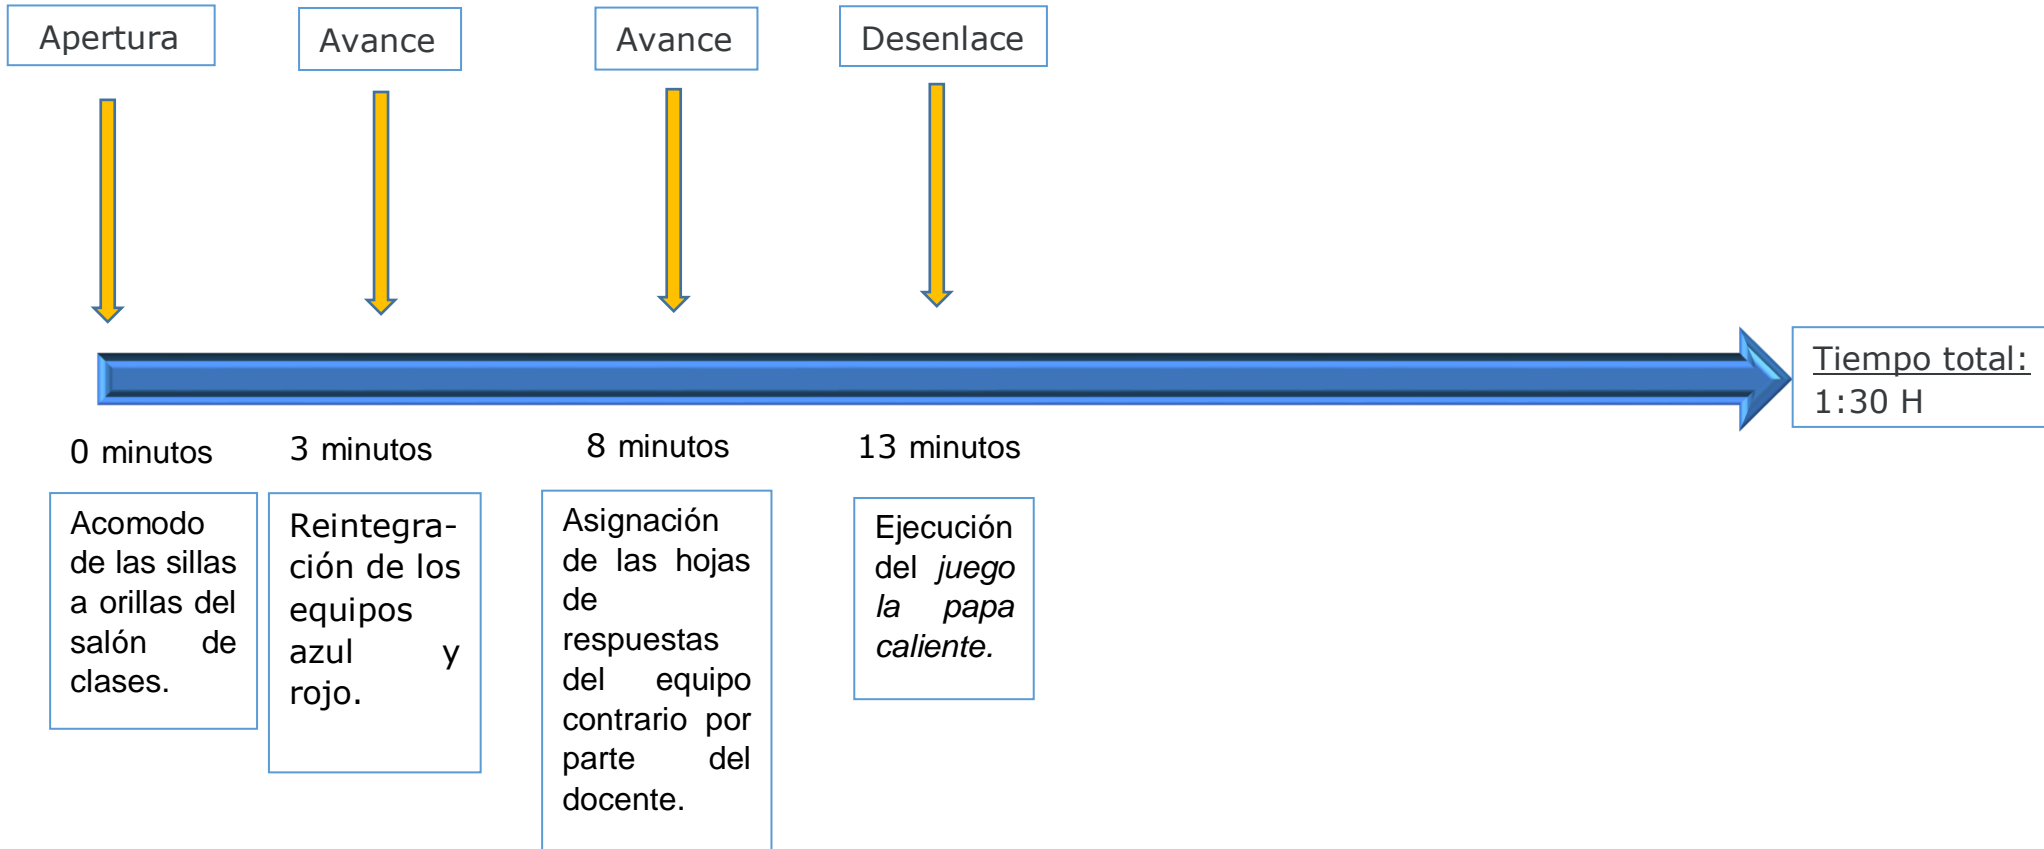 Apertura
Avance
Avance
Desenlace
Tiempo total:
1:30 H
0 minutos
3 minutos
8 minutos
13 minutos
Acomodo
de las sillas
a orillas del
salón de
clases.
Reintegra-
ción de los
equipos
azul y
rojo.
Asignación
de las hojas
de
respuestas
del equipo
contrario por
parte del
docente.
Ejecución
del juego
la papa
caliente.